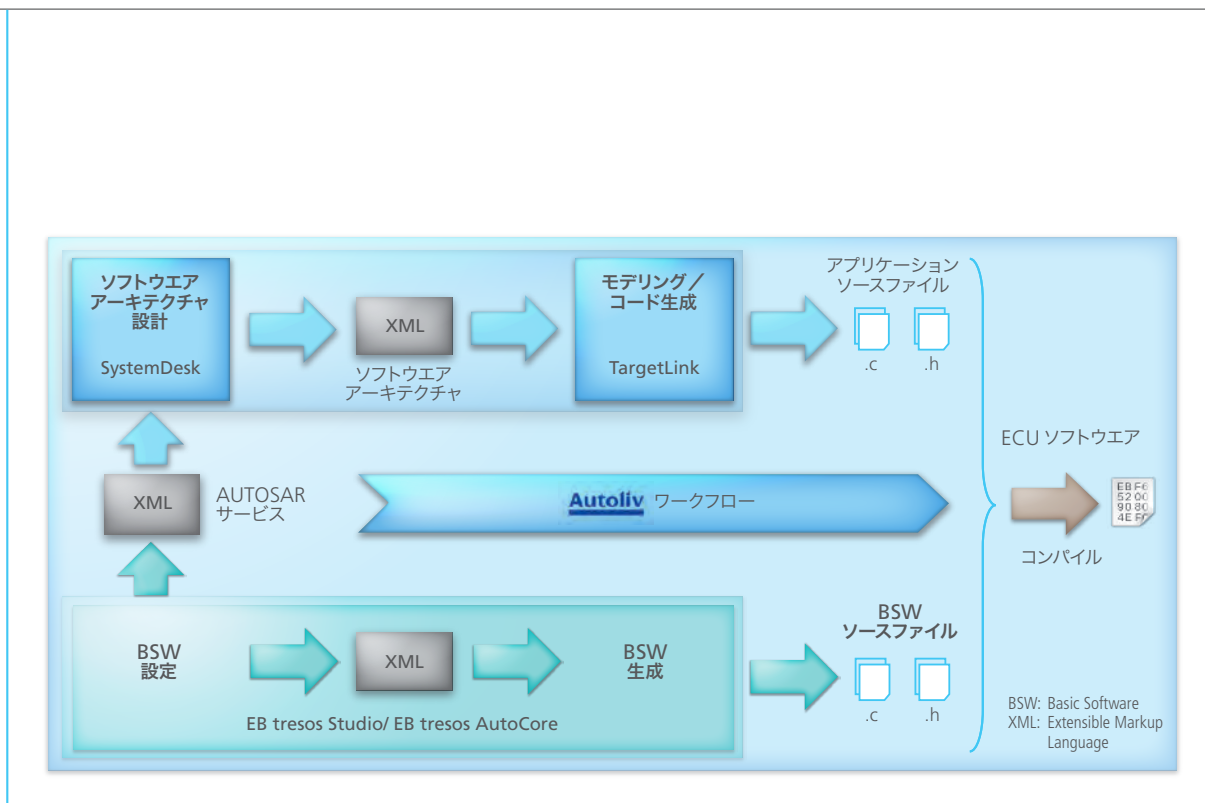 ソフトウエア
アーキテクチャ
設計
SystemDesk
XML
ソフトウエア
アーキテクチャ
モデリング／
コード生成
TargetLink
アプリケーション
ソースファイル
.c
.h
XML
AUTOSAR
サービス
Autoliv ワークフロー
ECU ソフトウエア
EB F6
52 00
90 80
4E FC
コンパイル
BSW
設定
XML
BSW
生成
EB tresos Studio/ EB tresos AutoCore
BSW
ソースファイル
.c
.h
BSW: Basic Software
XML: Extensible Markup
Language